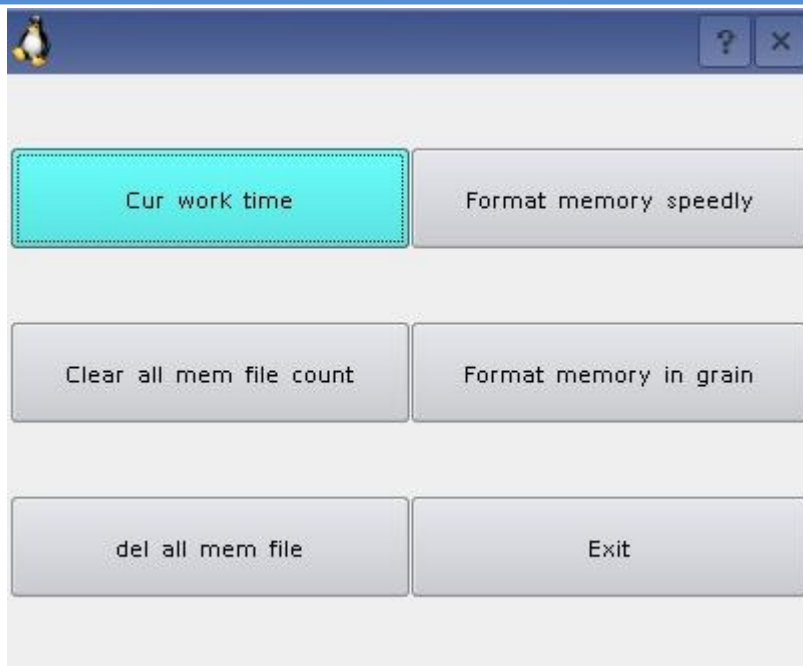 ?
Cur work time
Format memory speedly
Clear all mem file count
Format memory in grain
del all mem file
Exit